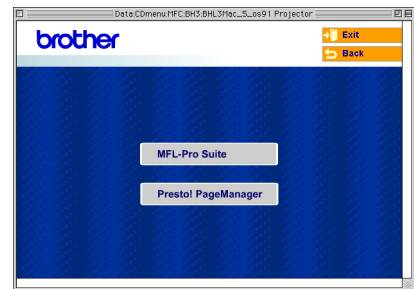 Data:CDmenu:MFC:BH3:BHL3Mac_5_os91 Projector
brother
Exit
Back
MFL-Pro Suite
Presto! PageManager